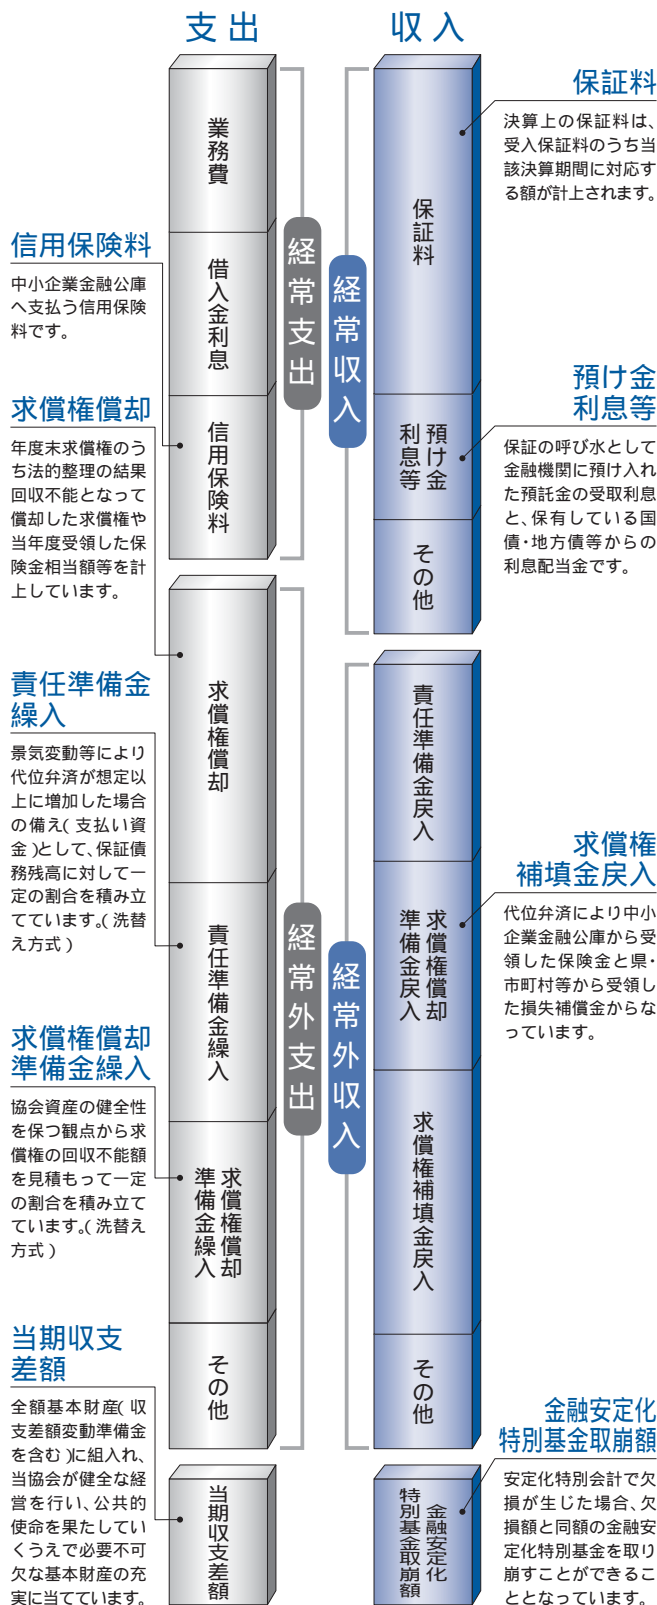 支出
業務費
借入金利息
信用保険料
経常支出
求償権償却
責任準備金繰入
求償権償却
準備金繰入
その他
経常外支出
当期収支差額
収入
保証料
預け金
利息等
その他
経常収入
責任準備金戻入
求償権償却
準備金戻入
求償権補填金戻入
その他
経常外収入
金融安定化
特別基金取崩額
信用保険料
中小企業金融公庫
へ支払う信用保険
料です。
求償権償却
年度末求償権のう
ち法的整理の結果
回収不能となって
償却した求償権や
当年度受領した保
険金相当額等を計
上しています。
責任準備金
繰入
景気変動等により
代位弁済が想定以
上に増加した場合
の備え(支払い資
金)として、保証債
務残高に対して一
定の割合を積み立
てています。(洗替
え方式)
求償権償却
準備金繰入
協会資産の健全性
を保つ観点から求
償権の回収不能額
を見積もって一定
の割合を積み立て
ています。(洗替え
方式)
当期収支
差額
全額基本財産(収
支差額変動準備金
を含む)に組入れ、
当協会が健全な経
営を行い、公共的
使命を果たしてい
くうえで必要不可
欠な基本財産の充
実に当てています。
保証料
決算上の保証料は、
受入保証料のうち当
該決算期間に対応す
る額が計上されます。
預け金
利息等
保証の呼び水として
金融機関に預け入れ
た預託金の受取利息
と、保有している国
債・地方債等からの
利息配当金です。
求償権
補填金戻入
代位弁済により中小
企業金融公庫から受
領した保険金と県・
市町村等から受領し
た損失補償金からな
っています。
金融安定化
特別基金取崩額
安定化特別会計で欠
損が生じた場合、欠
損額と同額の金融安
定化特別基金を取り
崩すことができるこ
ととなっています。